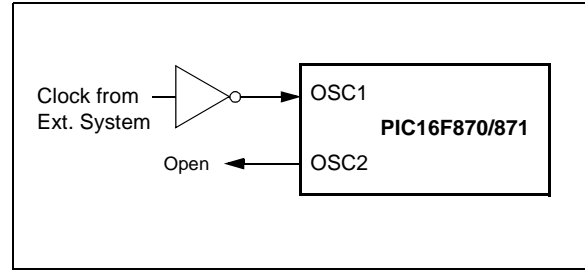 Clock from
Ext. System
OSC1
PIC16F870/871
Open
OSC2